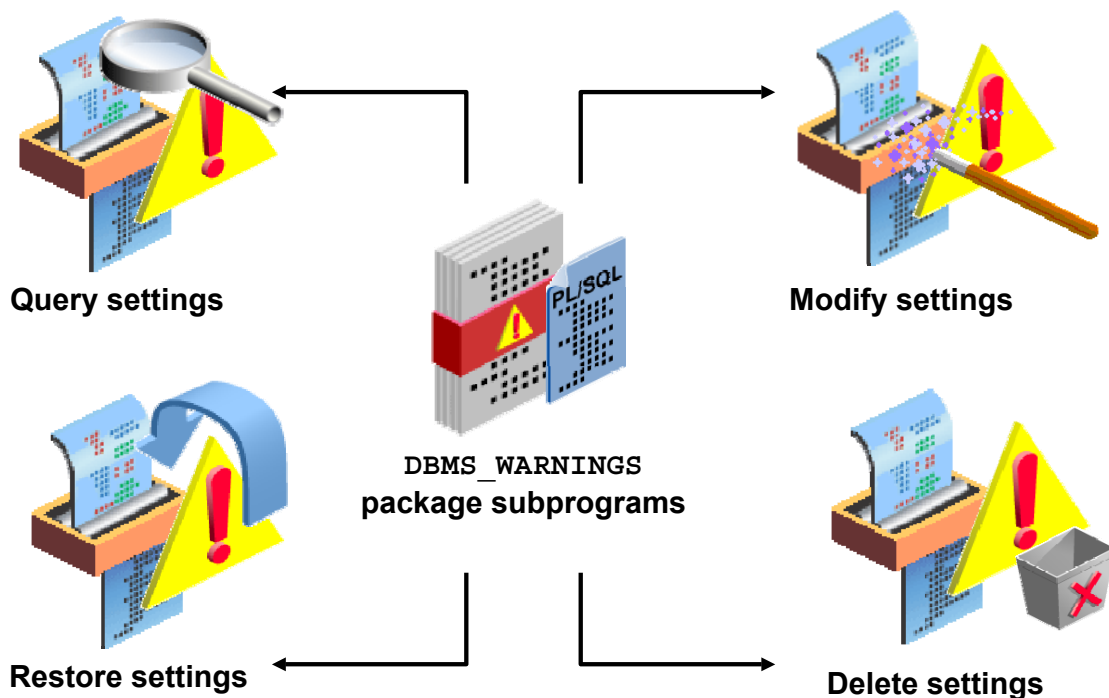 PL/SQL
Query settings
Modify settings
DBMS_WARNINGS
package subprograms
Restore settings
Delete settings